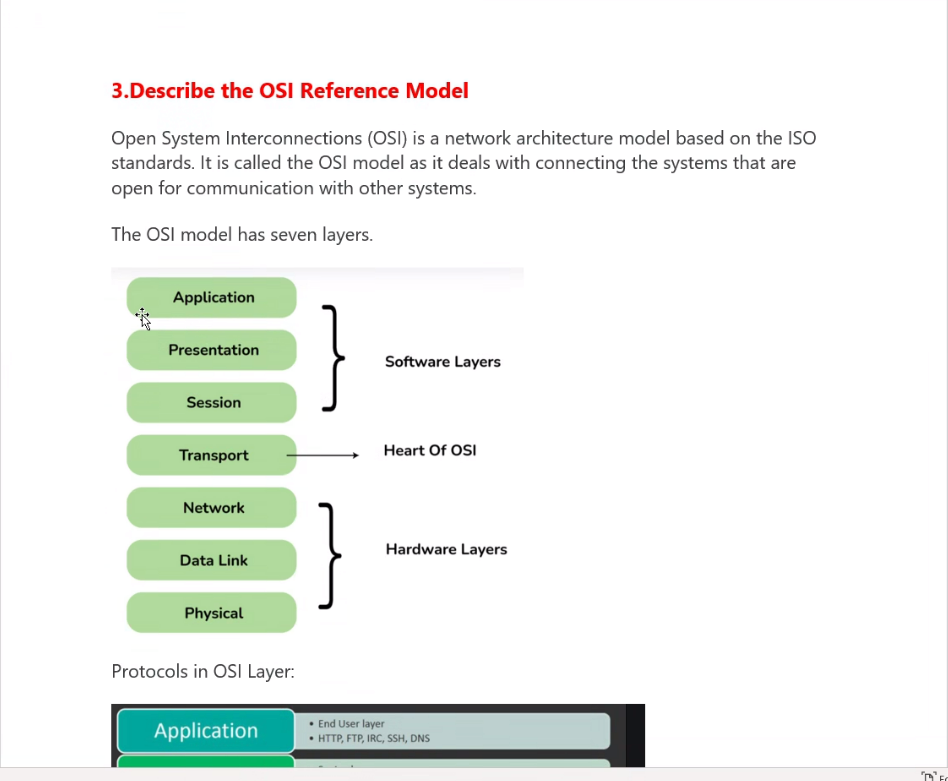 3.Describe the OSI Reference Model
Open System Interconnections (OSI) is a network architecture model based on the ISO
standards. It is called the OSI model as it deals with connecting the systems that are
open for communication with other systems.
The OSI model has seven layers.
Application
Presentation
Software Layers
Session
Transport
Heart Of OSI
Network
Hardware Layers
Data Link
Physical
Protocols in OSI Layer:
Application
• End User layer
• HTTP, FTP, IRC, SSH, DNS